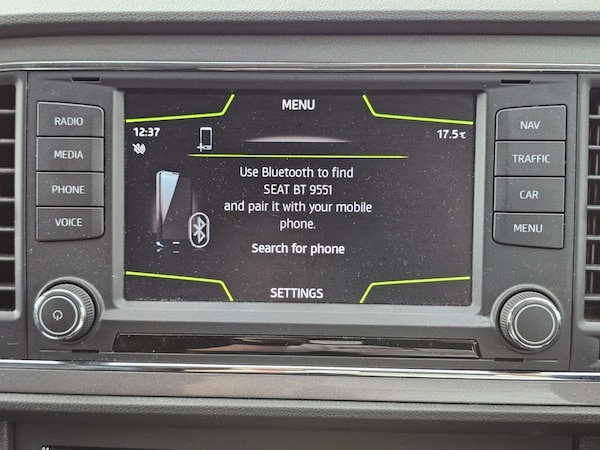 MENU
12:37
17.5°C
RADIO
MEDIA
PHONE
VOICE
Use Bluetooth to find
SEAT BT 9551
and pair it with your mobile
phone.
Search for phone
SETTINGS
NAV
TRAFFIC
CAR
MENU